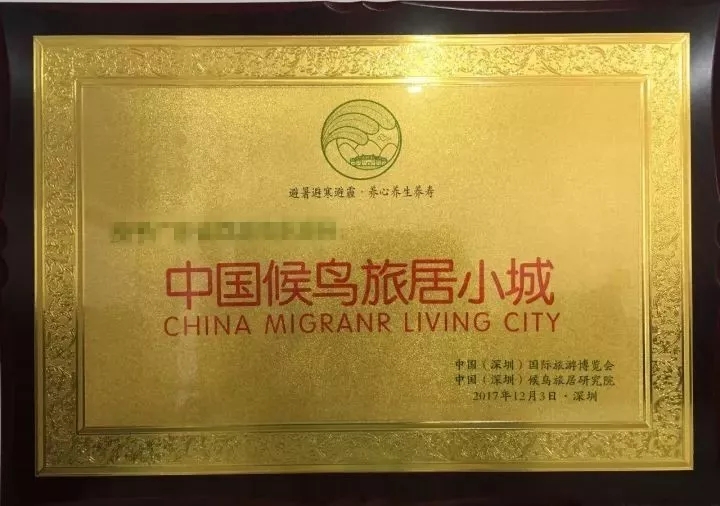 避暑避寒避霾·养心养生养寿
中国候鸟旅居小城
CHINA MIGRANR LIVING CITY
中国（深圳）国际旅游博览会
中国（深圳）候鸟旅居研究院
2017年12月3日·深圳